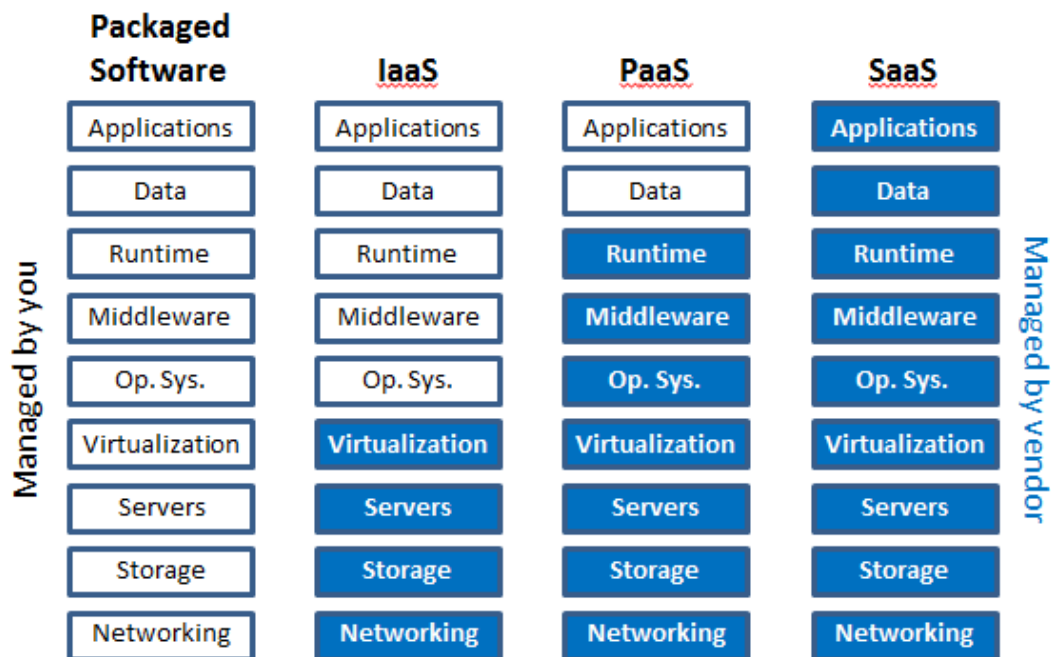 Packaged
Software
IaaS
PaaS
SaaS
Applications
Applications
Applications
Applications
Data
Data
Data
Data
Runtime
Runtime
Runtime
Runtime
Middleware
Middleware
Middleware
Middleware
Op. Sys.
Op. Sys.
Op. Sys.
Op. Sys.
Virtualization
Virtualization
Virtualization
Virtualization
Servers
Servers
Servers
Servers
Storage
Storage
Storage
Storage
Networking
Networking
Networking
Networking
Managed by you
Managed by vendor